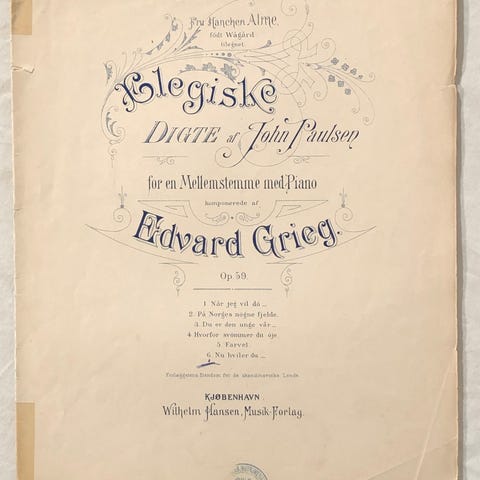 Fru Hanchen Alme,
født Wågård
tilegnet.
Elegiske
DIGTE af John Paulsen
for en Mellemstemme med Piano
komponerede af
Edvard Grieg.
Op. 59.
1 Når jeg vil dö ...
2. På Norges nögne fjelde.
3. Du er den unge vår ...
4 Hvorfor svömmer du öje
5. Farvel
6. Nu hviler du ...
Forlæggerens Eiendom for de skandinaviske Lande.
KJØBENHAVN
Wilhelm Hansen, Musik-Forlag.